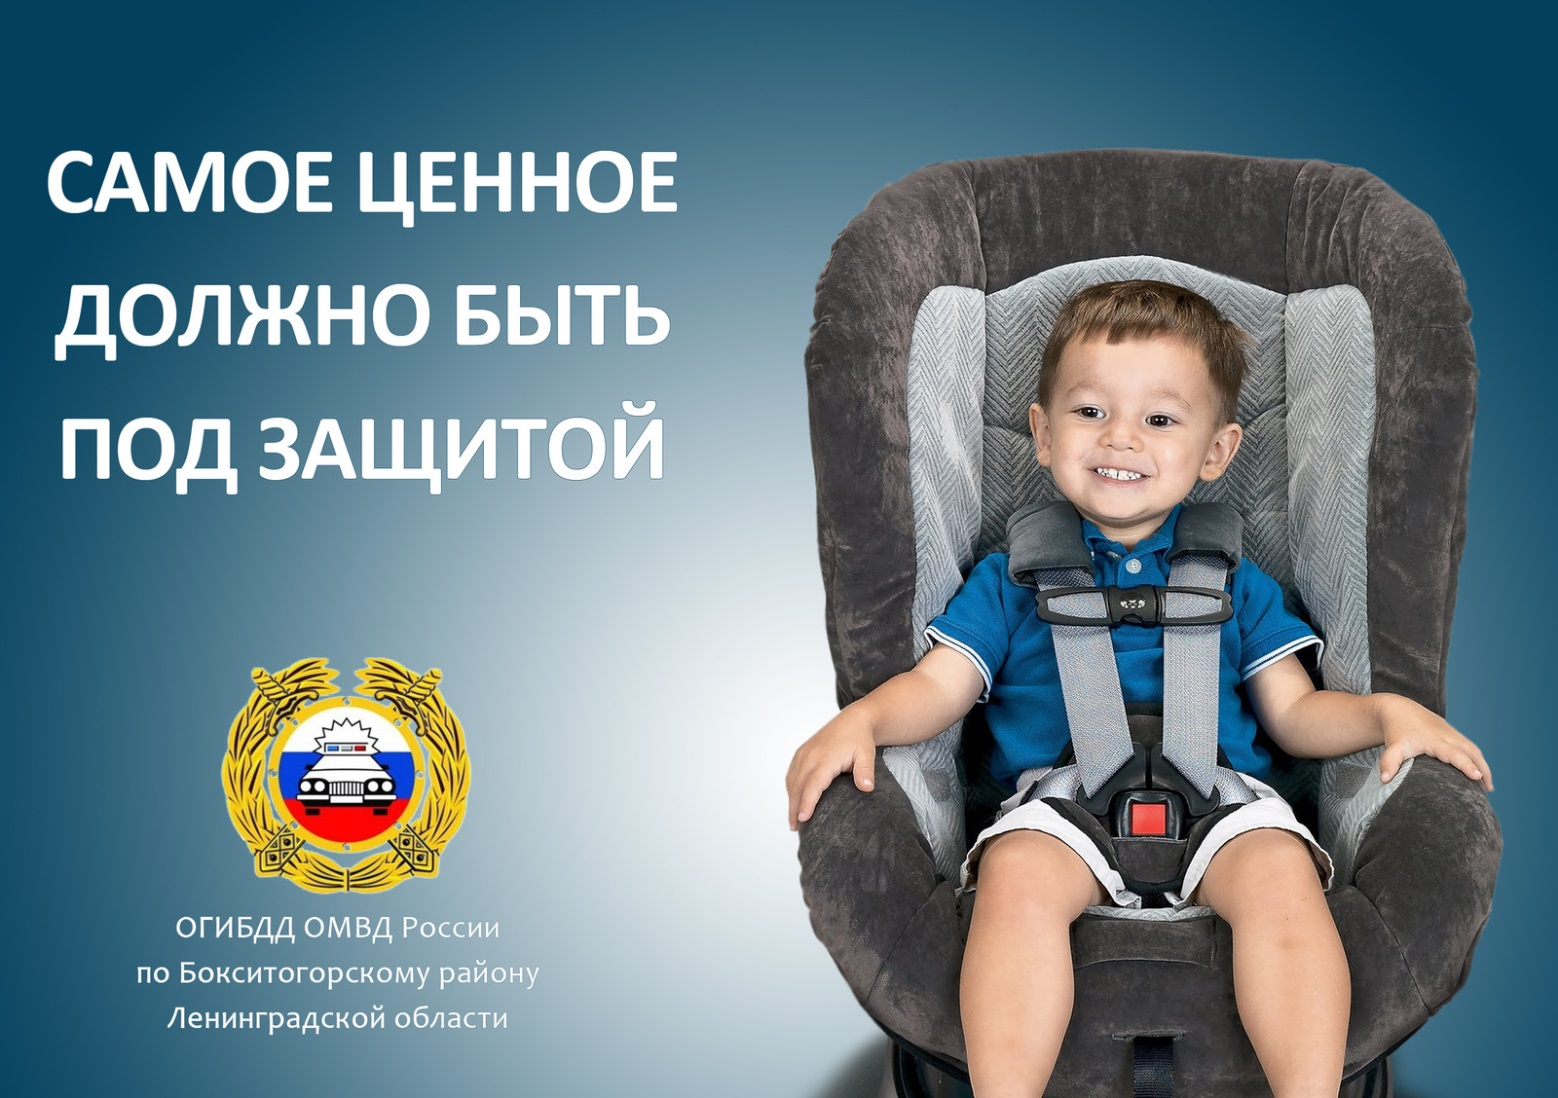 САМОЕ ЦЕННОЕ
ДОЛЖНО БЫТЬ
ПОД ЗАЩИТОЙ
ОГИБДД ОМВД России
по Бокситогорскому району
Ленинградской области